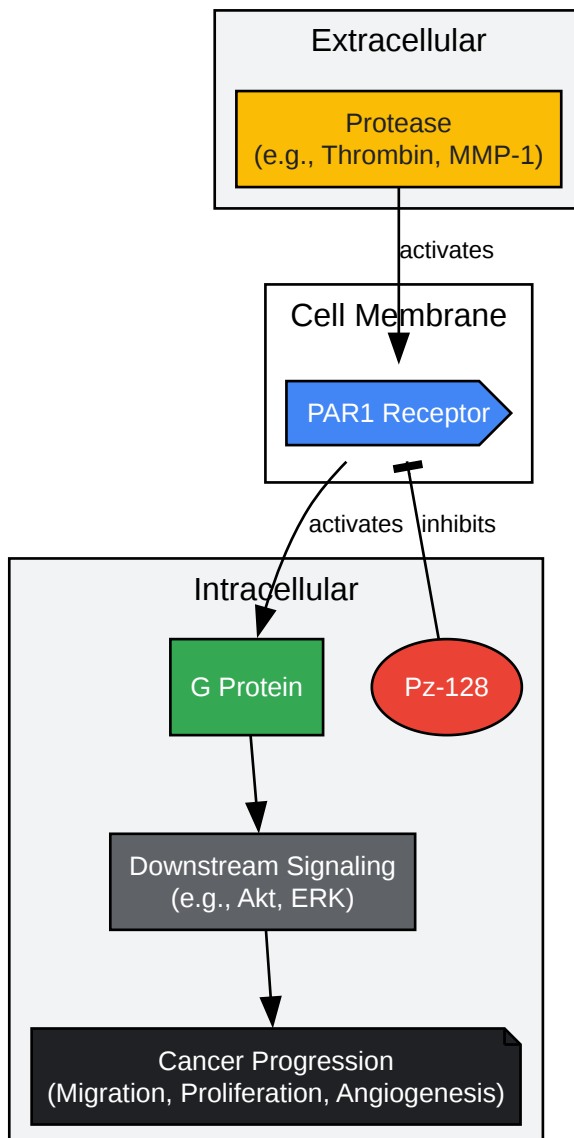 Extracellular
Protease
(e.g., Thrombin, MMP-1)
activates
Cell Membrane
PAR1 Receptor
activates
inhibits
Intracellular
G Protein
Pz-128
Downstream Signaling
(e.g., Akt, ERK)
Cancer Progression
(Migration, Proliferation, Angiogenesis)